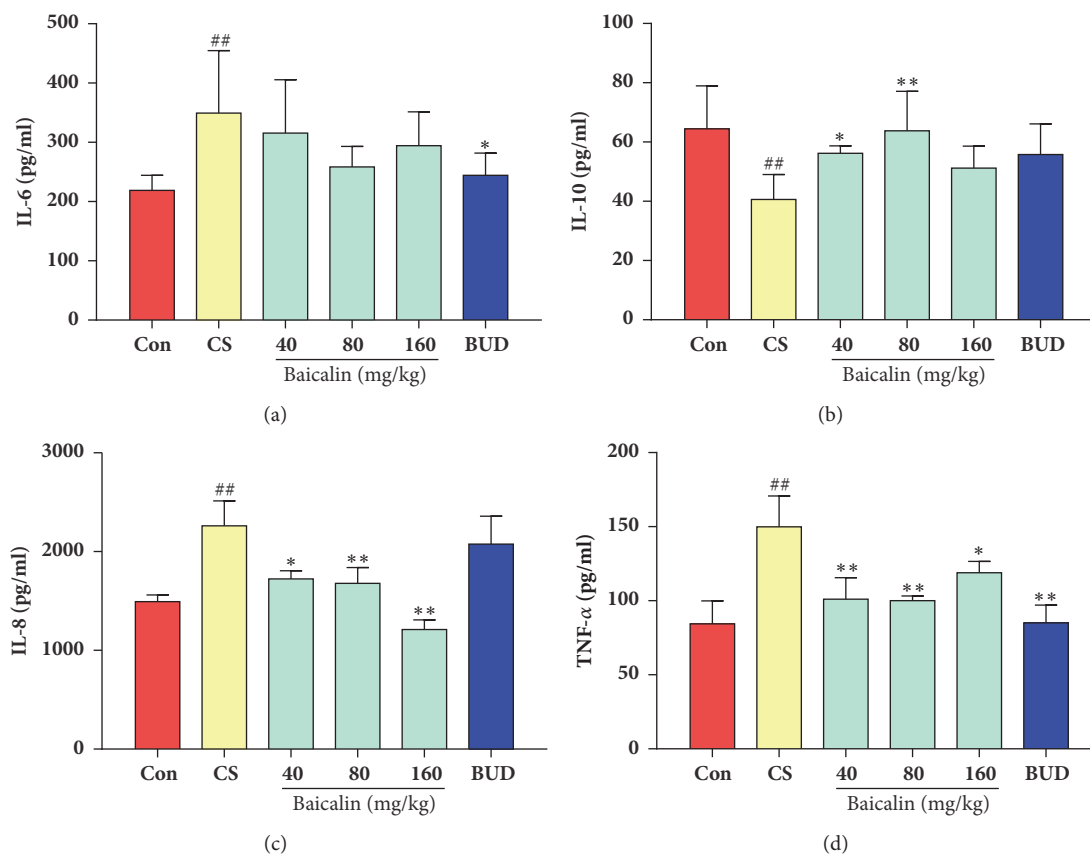 500
400
300
200
100
0
IL-6 (pg/ml)
##
*
Con CS 40 80 160 BUD
Baicalin (mg/kg)
(a)
80
60
40
20
0
IL-10 (pg/ml)
##
*
**
Con CS 40 80 160 BUD
Baicalin (mg/kg)
(b)
3000
2000
1000
0
IL-8 (pg/ml)
##
*
**
**
Con CS 40 80 160 BUD
Baicalin (mg/kg)
(c)
200
150
100
50
0
TNF-α (pg/ml)
##
**
**
*
**
Con CS 40 80 160 BUD
Baicalin (mg/kg)
(d)